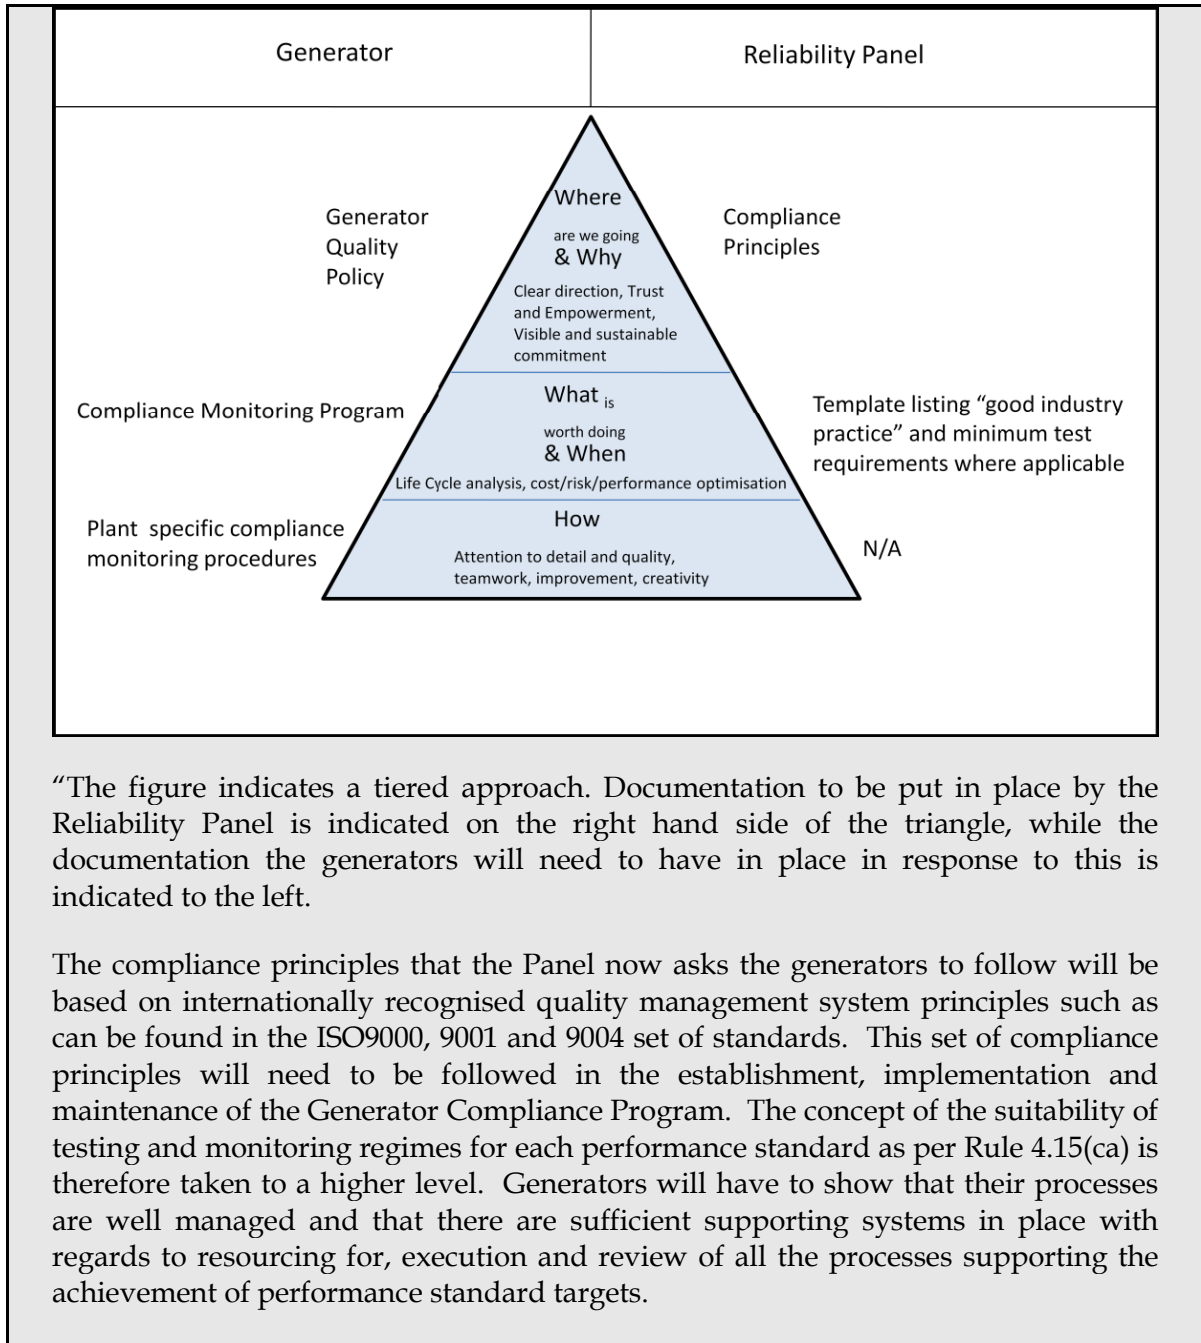 Generator
Reliability Panel
Where
are we going
& Why
Clear direction, Trust
and Empowerment,
Visible and sustainable
commitment
Generator
Quality
Policy
Compliance
Principles
What is
worth doing
& When
Life Cycle analysis, cost/risk/performance optimisation
Compliance Monitoring Program
Template listing “good industry
practice” and minimum test
requirements where applicable
How
Attention to detail and quality,
teamwork, improvement, creativity
Plant specific compliance
monitoring procedures
N/A
“The figure indicates a tiered approach. Documentation to be put in place by the
Reliability Panel is indicated on the right hand side of the triangle, while the
documentation the generators will need to have in place in response to this is
indicated to the left.
The compliance principles that the Panel now asks the generators to follow will be
based on internationally recognised quality management system principles such as
can be found in the ISO9000, 9001 and 9004 set of standards. This set of compliance
principles will need to be followed in the establishment, implementation and
maintenance of the Generator Compliance Program. The concept of the suitability of
testing and monitoring regimes for each performance standard as per Rule 4.15(ca) is
therefore taken to a higher level. Generators will have to show that their processes
are well managed and that there are sufficient supporting systems in place with
regards to resourcing for, execution and review of all the processes supporting the
achievement of performance standard targets.